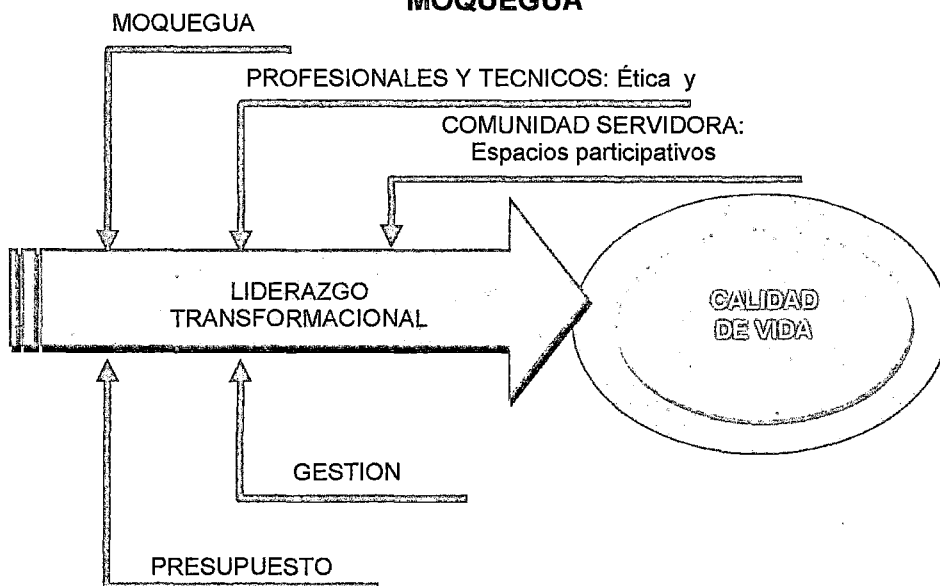 MOQUEGUA
MOQUEGUA
PROFESIONALES Y TECNICOS: Ética y
COMUNIDAD SERVIDORA:
Espacios participativos
LIDERAZGO
TRANSFORMACIONAL
CALIDAD
DE VIDA
GESTION
PRESUPUESTO